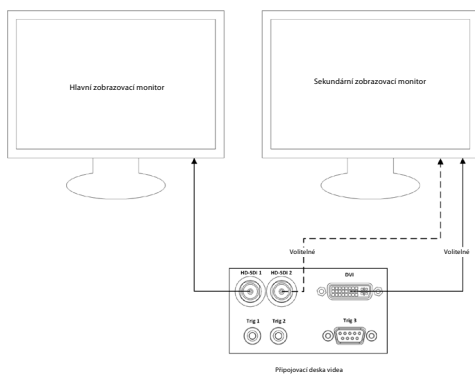 Hlavní zobrazovací monitor
Sekundární zobrazovací monitor
Volitelné
Volitelné
HD-SDI 1
HD-SDI 2
DVI
Trig 1
Trig 2
Trig 3
Připojovací deska videa